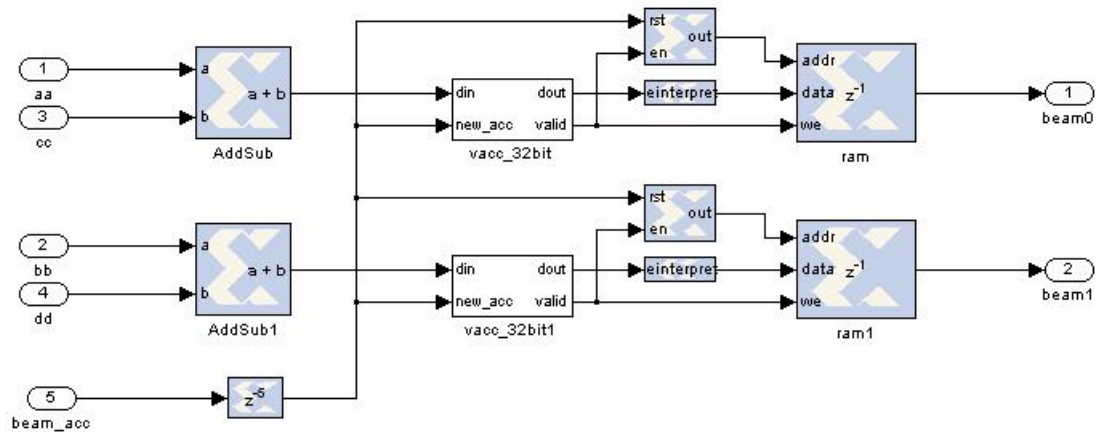 1
aa
3
cc
a
b
a + b
AddSub
din
new_acc
dout
valid
vacc_32bit
rst
en
out
einterpret
addr
data
we
z^-1
ram
1
beam0
2
bb
4
dd
a
b
a + b
AddSub1
din
new_acc
dout
valid
vacc_32bit1
rst
en
out
einterpret
addr
data
we
z^-1
ram1
2
beam1
5
beam_acc
z^-5